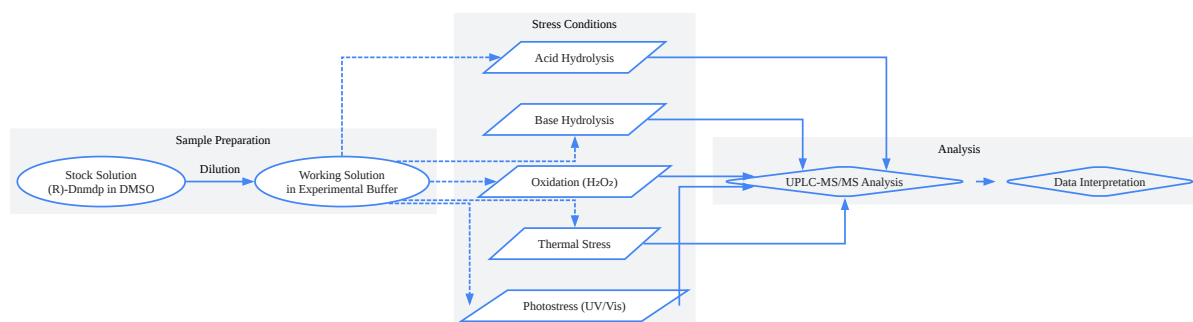 Stress Conditions
Acid Hydrolysis
Base Hydrolysis
Sample Preparation
Analysis
Dilution
Stock Solution
(R)-Dnmdp in DMSO
Working Solution
in Experimental Buffer
Oxidation (H₂O₂)
UPLC-MS/MS Analysis
Data Interpretation
Thermal Stress
Photostress (UV/Vis)